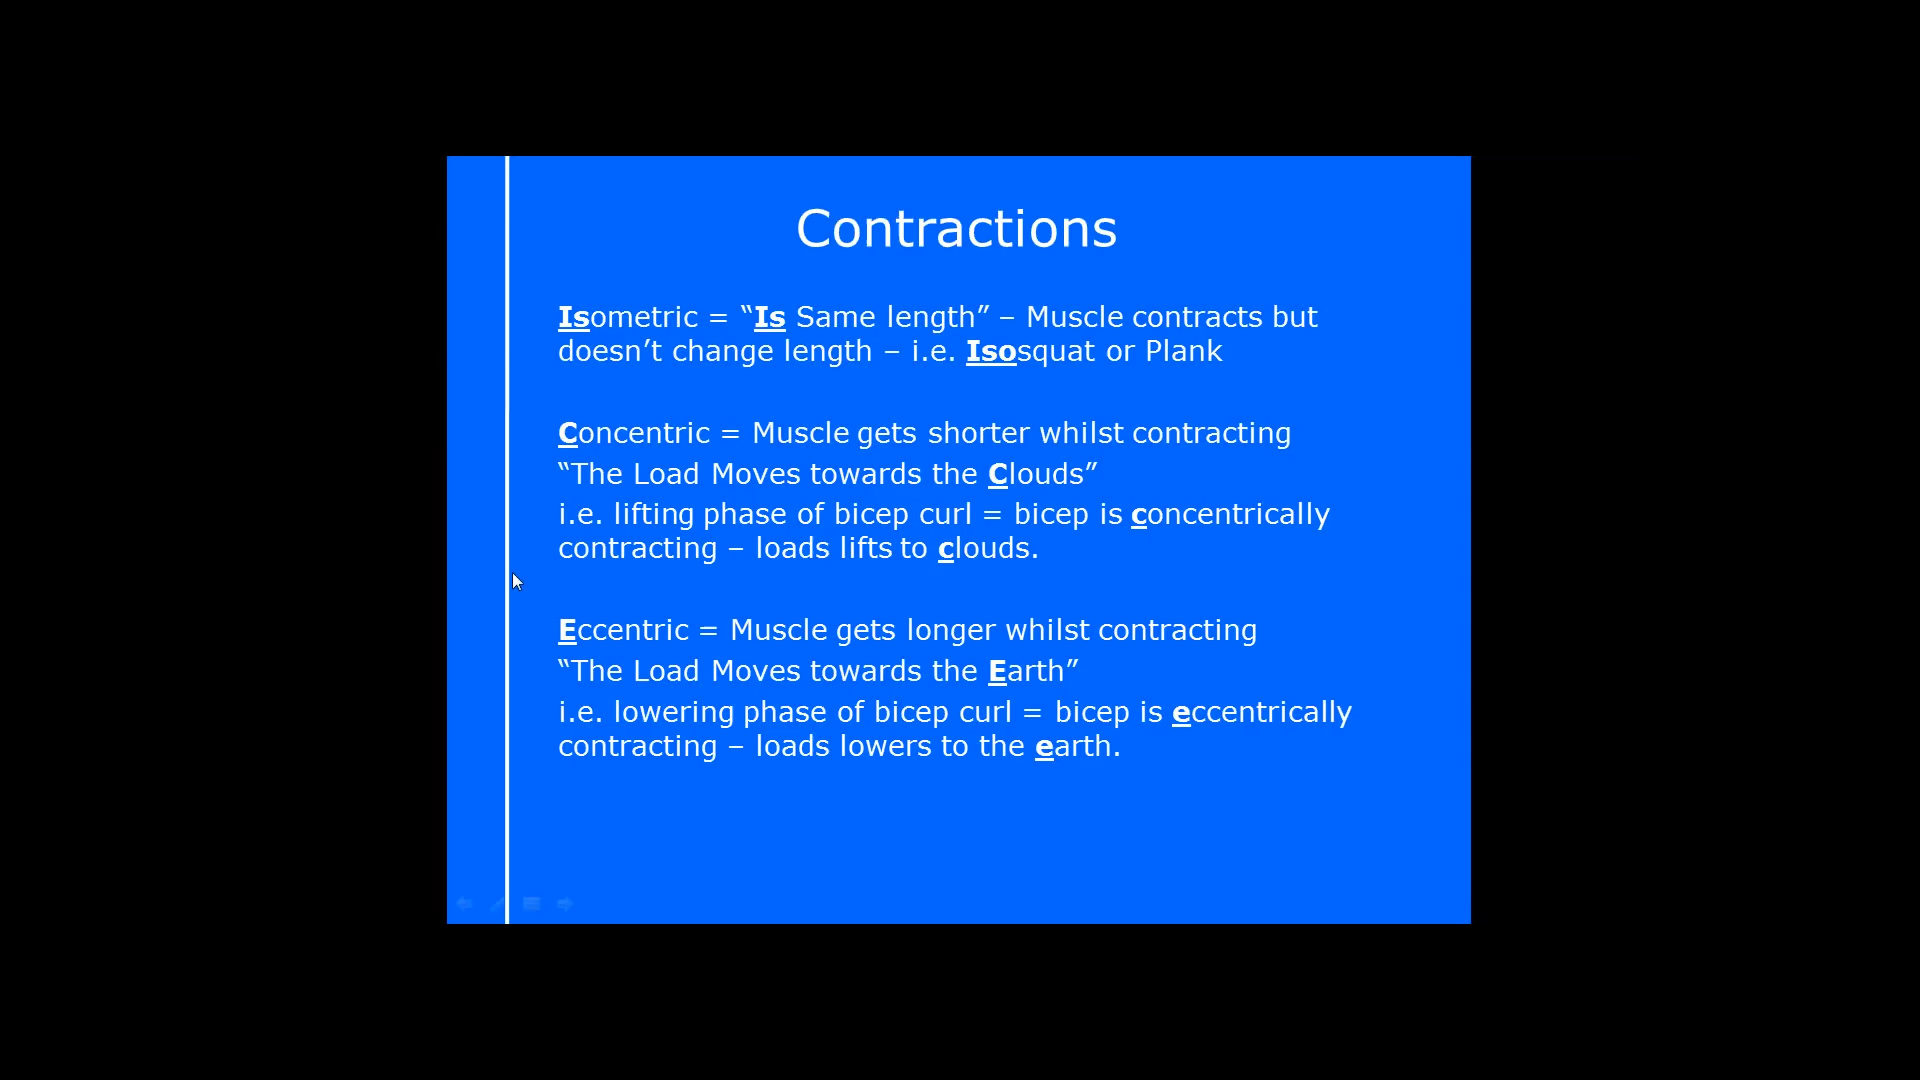 Contractions
Isometric = “Is Same length” – Muscle contracts but
doesn’t change length – i.e. Isosquat or Plank
Concentric = Muscle gets shorter whilst contracting
“The Load Moves towards the Clouds”
i.e. lifting phase of bicep curl = bicep is concentrically
contracting – loads lifts to clouds.
Eccentric = Muscle gets longer whilst contracting
“The Load Moves towards the Earth”
i.e. lowering phase of bicep curl = bicep is eccentrically
contracting – loads lowers to the earth.